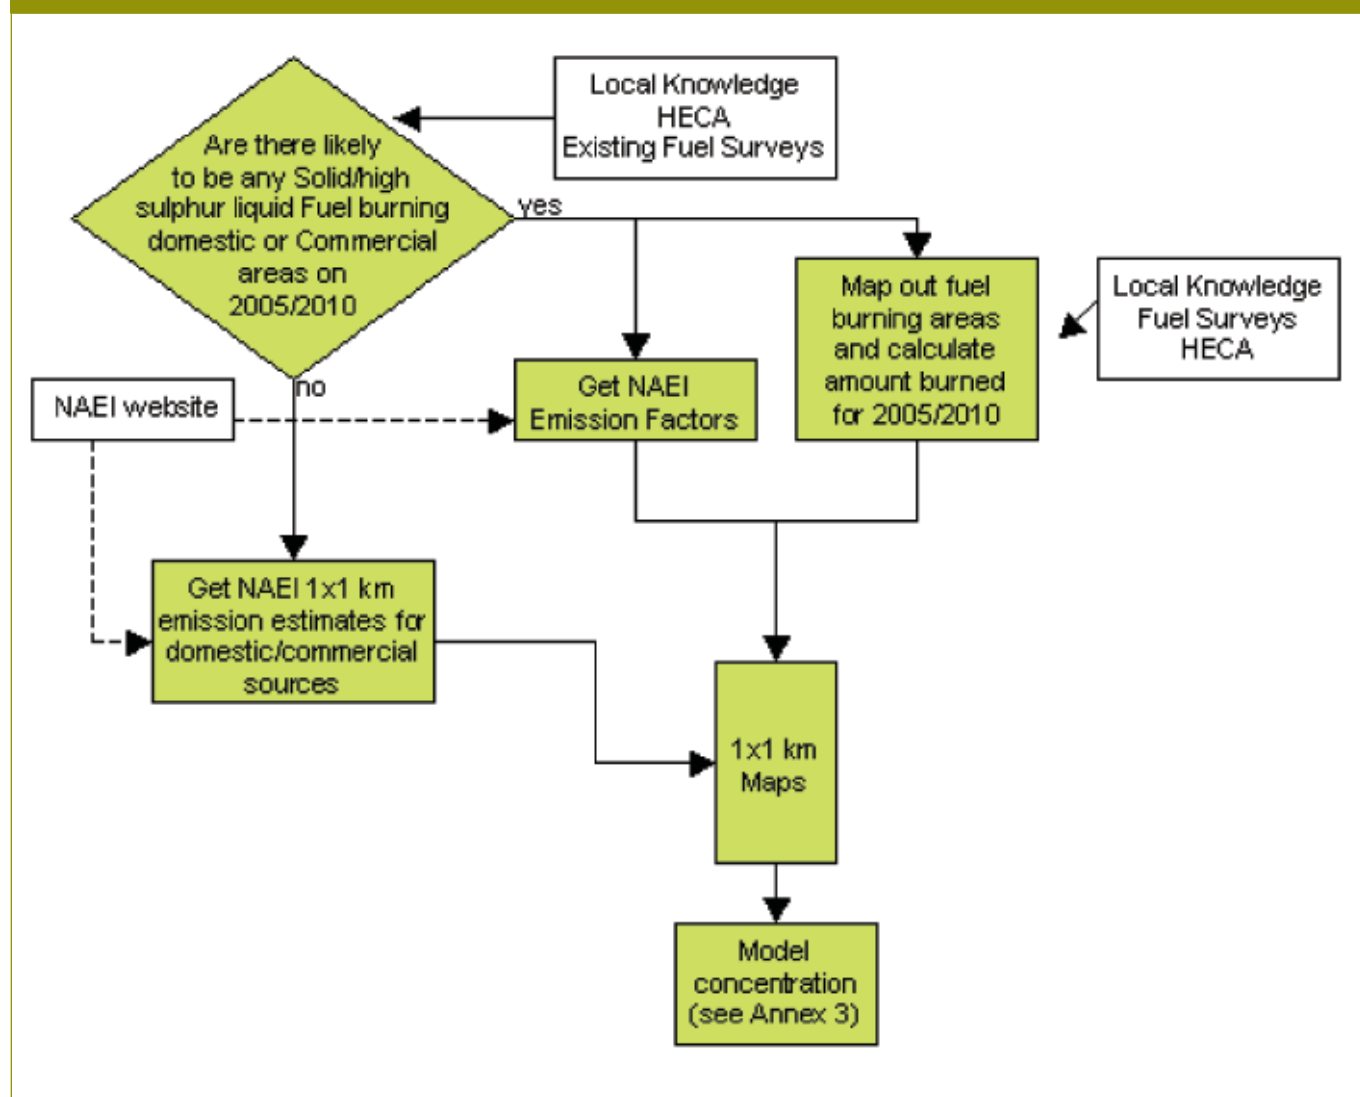 Local Knowledge
HECA
Existing Fuel Surveys
Are there likely
to be any Solid/high
sulphur liquid Fuel burning
domestic or Commercial
areas on
2005/2010
yes
no
Map out fuel
burning areas
and calculate
amount burned
for 2005/2010
Local Knowledge
Fuel Surveys
HECA
NAEI website
Get NAEI
Emission Factors
Get NAEI 1x1 km
emission estimates for
domestic/commercial
sources
1x1 km
Maps
Model
concentration
(see Annex 3)